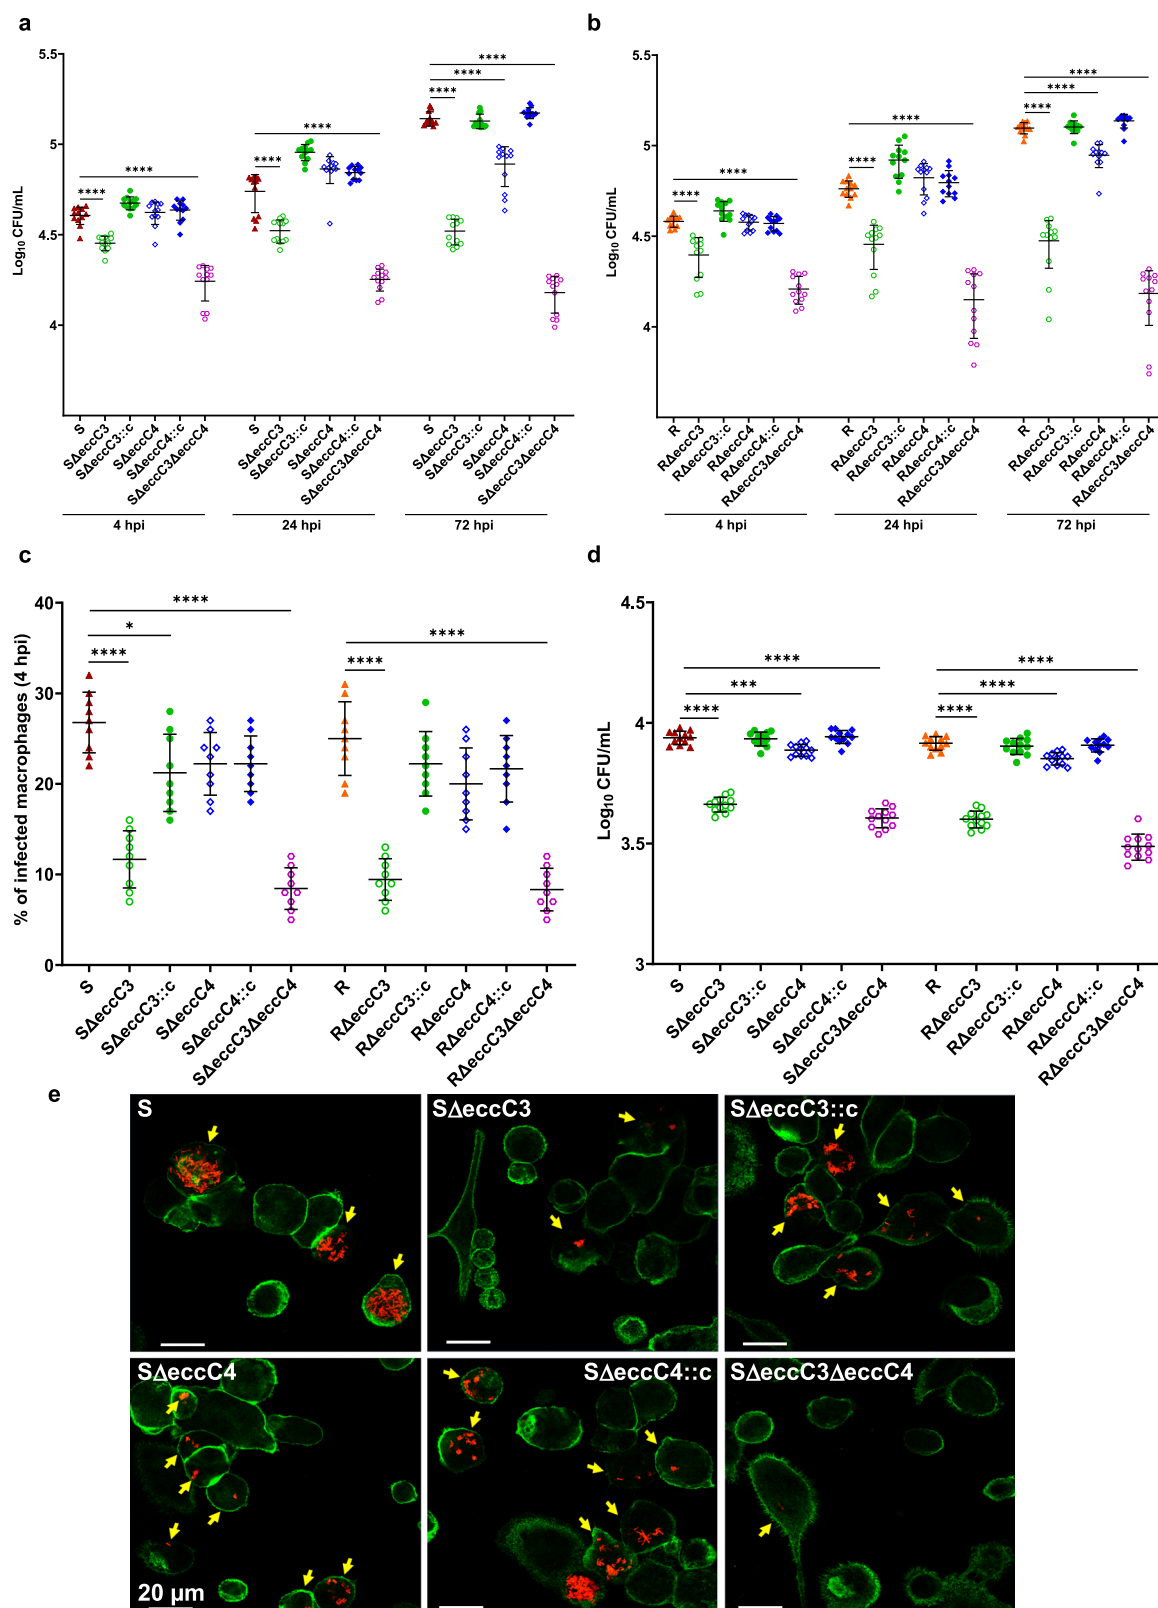 a
Log₁₀ CFU/mL
5.5
5
4.5
4
****
****
****
****
****
****
****
S
SΔeccC3
SΔeccC3::c
SΔeccC4
SΔeccC4::c
SΔeccC3ΔeccC4
S
SΔeccC3
SΔeccC3::c
SΔeccC4
SΔeccC4::c
SΔeccC3ΔeccC4
S
SΔeccC3
SΔeccC3::c
SΔeccC4
SΔeccC4::c
SΔeccC3ΔeccC4
4 hpi
24 hpi
72 hpi
b
Log₁₀ CFU/mL
5.5
5
4.5
4
****
****
****
****
****
****
****
R
RΔeccC3
RΔeccC3::c
RΔeccC4
RΔeccC4::c
RΔeccC3ΔeccC4
R
RΔeccC3
RΔeccC3::c
RΔeccC4
RΔeccC4::c
RΔeccC3ΔeccC4
R
RΔeccC3
RΔeccC3::c
RΔeccC4
RΔeccC4::c
RΔeccC3ΔeccC4
4 hpi
24 hpi
72 hpi
c
% of infected macrophages (4 hpi)
40
30
20
10
0
****
*
****
****
****
S
SΔeccC3
SΔeccC3::c
SΔeccC4
SΔeccC4::c
SΔeccC3ΔeccC4
R
RΔeccC3
RΔeccC3::c
RΔeccC4
RΔeccC4::c
RΔeccC3ΔeccC4
d
Log₁₀ CFU/mL
4.5
4
3.5
3
****
***
****
****
****
****
S
SΔeccC3
SΔeccC3::c
SΔeccC4
SΔeccC4::c
SΔeccC3ΔeccC4
R
RΔeccC3
RΔeccC3::c
RΔeccC4
RΔeccC4::c
RΔeccC3ΔeccC4
e
S
SΔeccC3
SΔeccC3::c
SΔeccC4
SΔeccC4::c
SΔeccC3ΔeccC4
20 µm